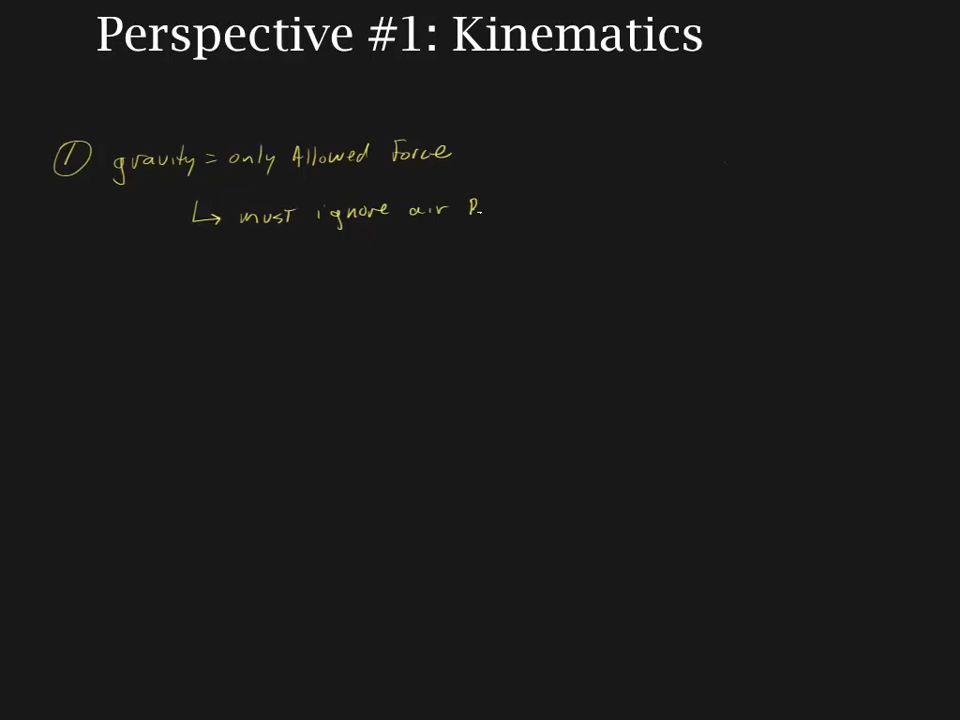 Perspective #1: Kinematics
① gravity = only Allowed Force
↳ must ignore air